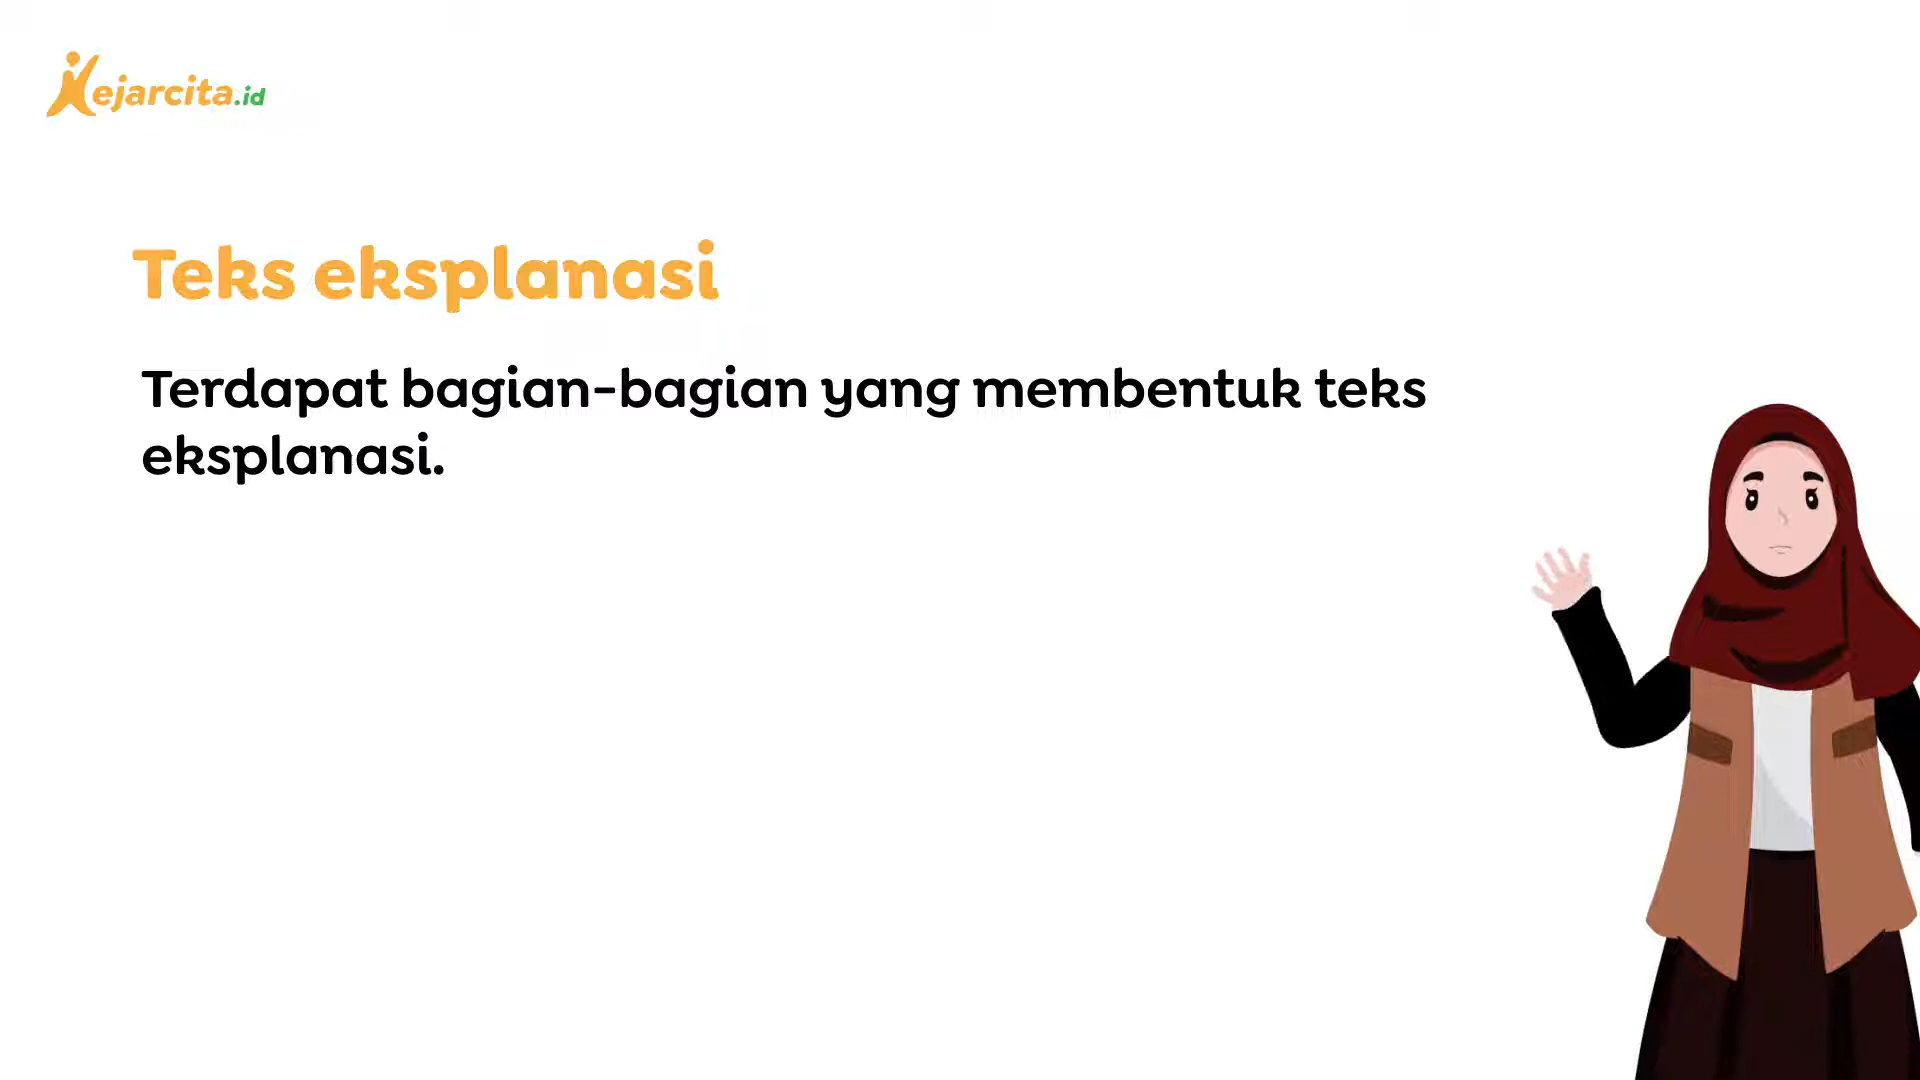 Kejarcita.id
Teks eksplanasi
Terdapat bagian-bagian yang membentuk teks
eksplanasi.